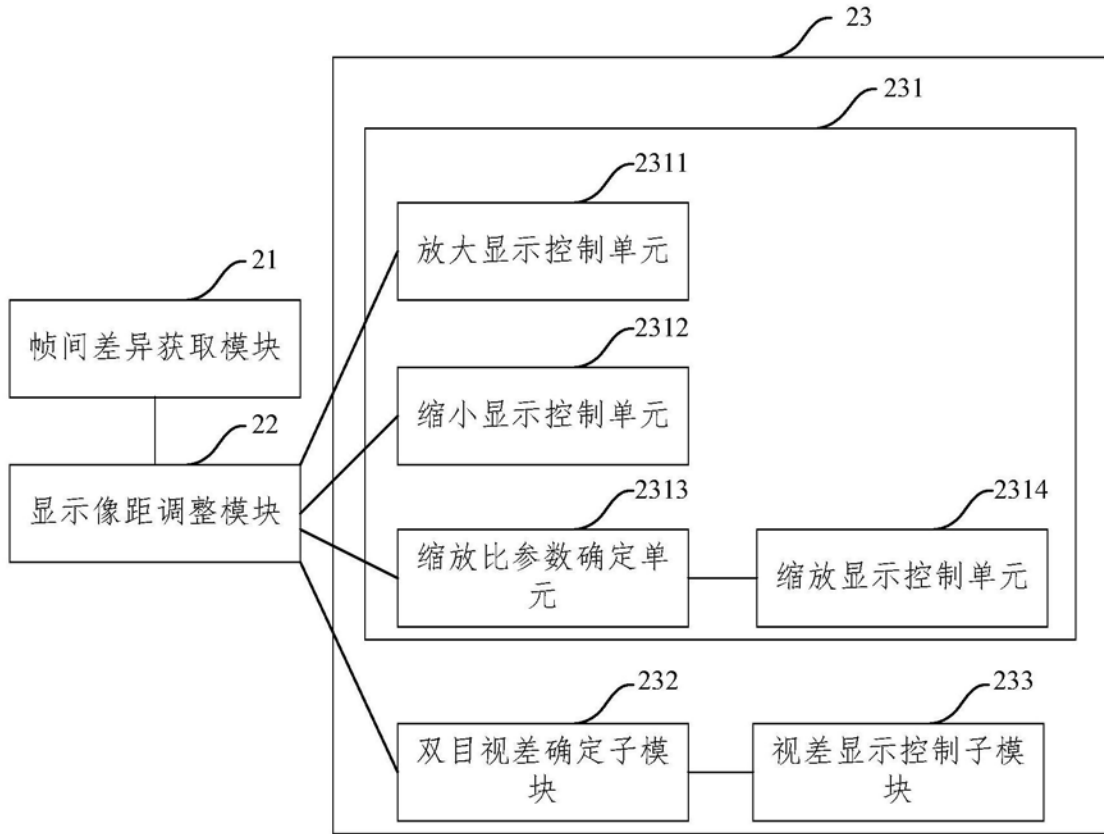 23
231
2311
放大显示控制单元
21
帧间差异获取模块
2312
缩小显示控制单元
22
显示像距调整模块
2313
缩放比参数确定单
元
2314
缩放显示控制单元
232
双目视差确定子模
块
233
视差显示控制子模
块